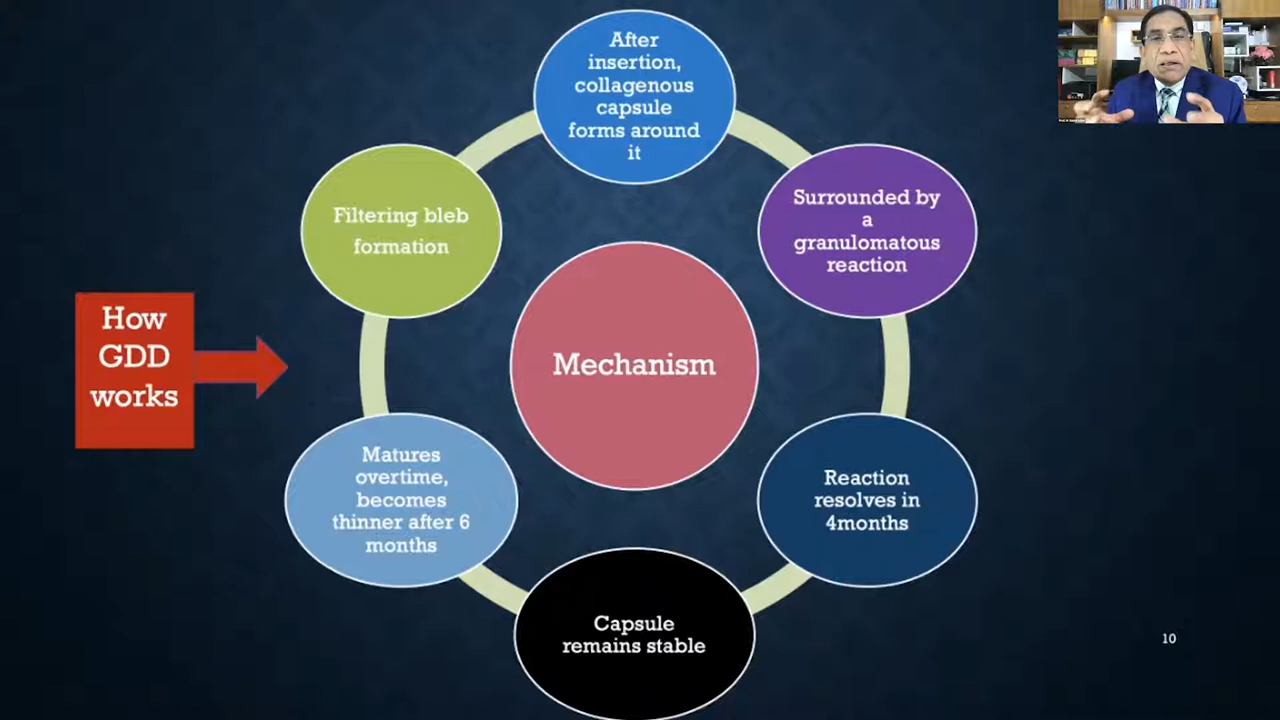 After
insertion,
collagenous
capsule
forms around
it
Surrounded by
a
granulomatous
reaction
Reaction
resolves in
4months
Capsule
remains stable
Matures
overtime,
becomes
thinner after 6
months
Filtering bleb
formation
Mechanism
How
GDD
works
10